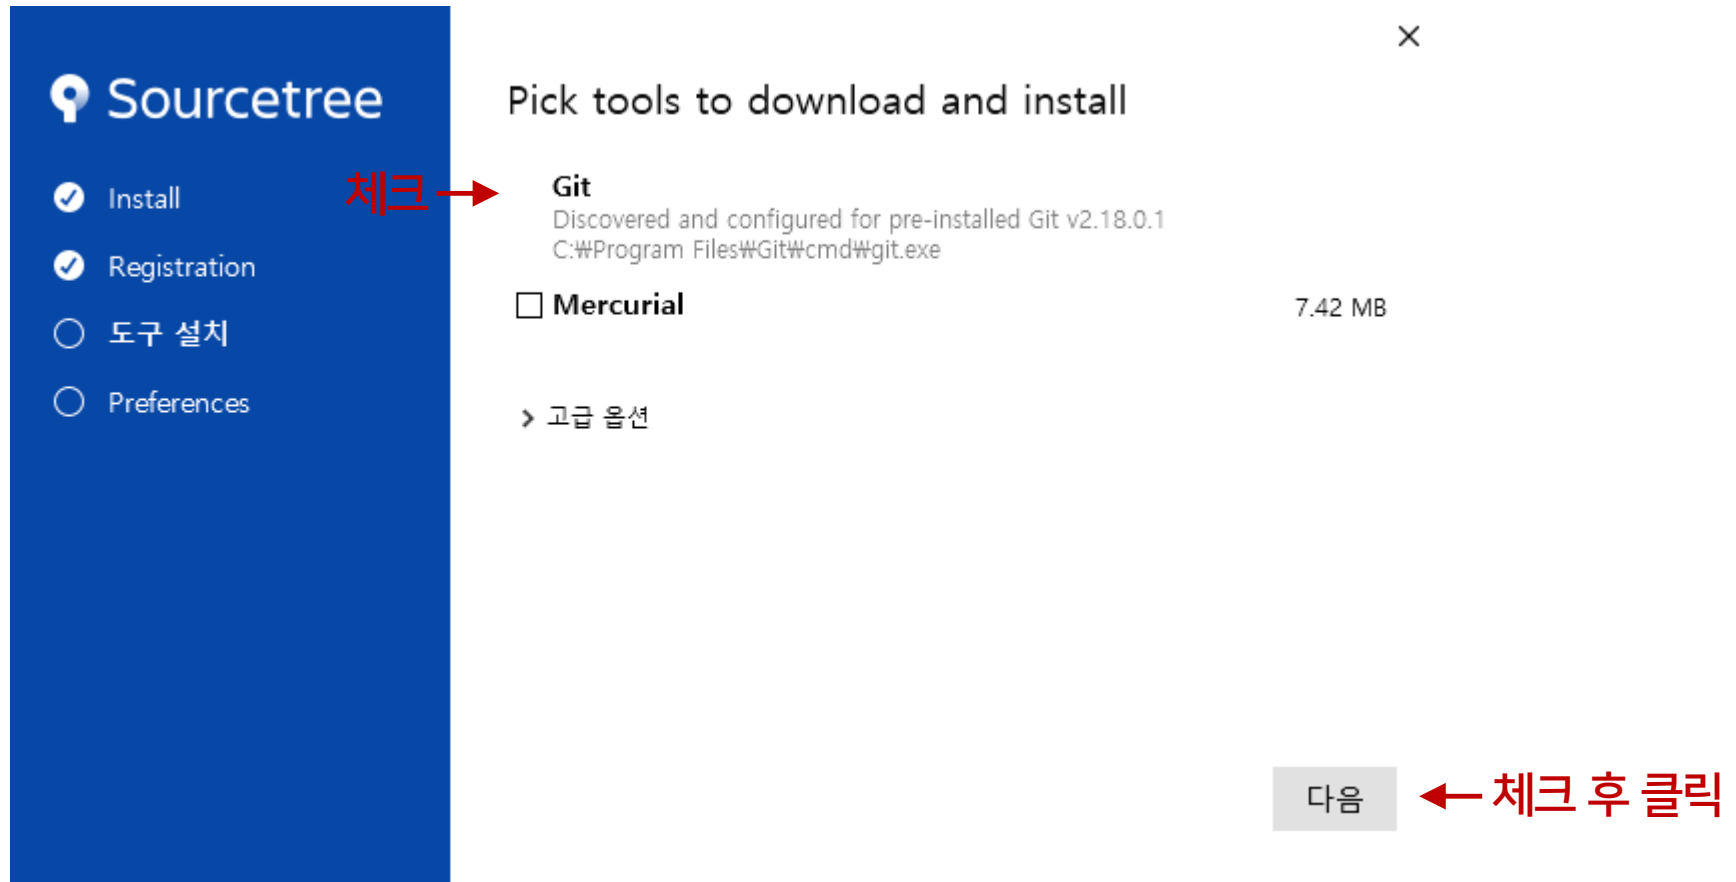 Sourcetree
Install
Registration
도구 설치
Preferences
Pick tools to download and install
체크
Git
Discovered and configured for pre-installed Git v2.18.0.1
C:₩Program Files₩Git₩cmd₩git.exe
Mercurial 7.42 MB
고급 옵션
다음 체크 후 클릭